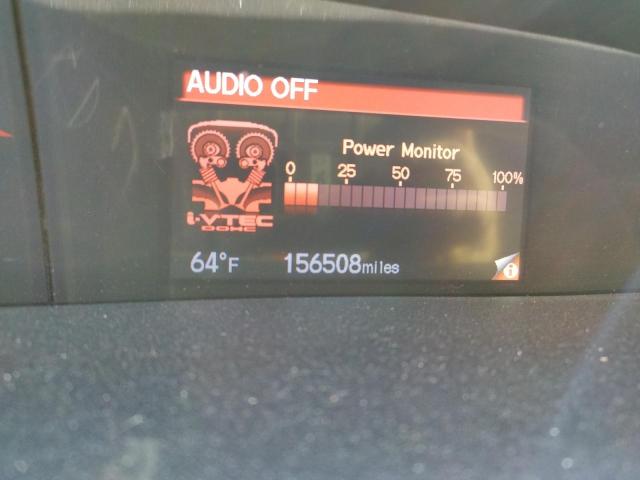 AUDIO OFF
Power Monitor
0 25 50 75 100%
i-VTEC
DOHC
64°F 156508miles
i